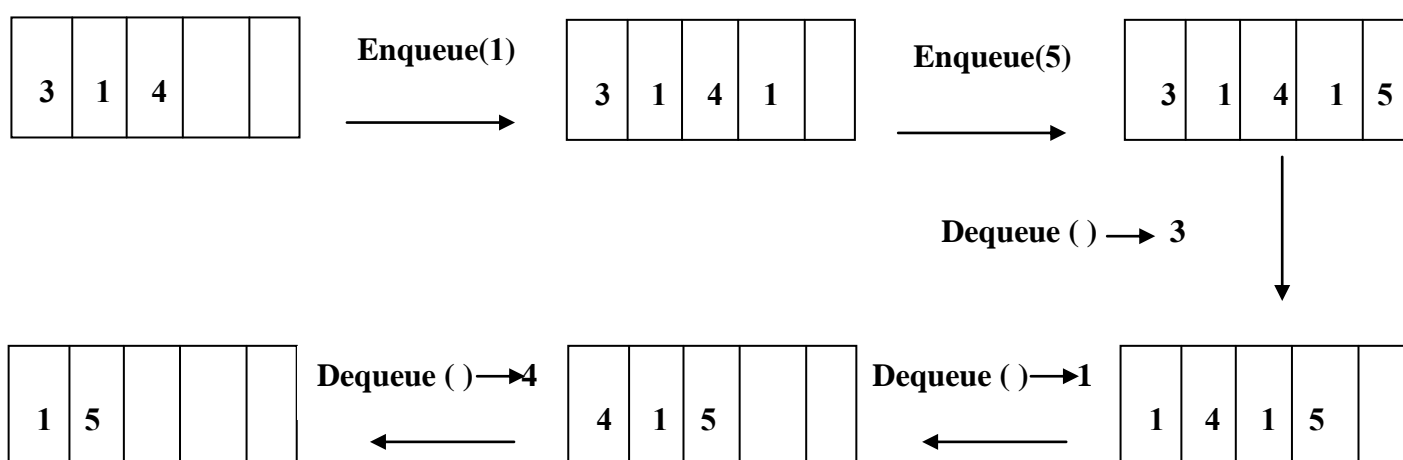 Enqueue(1)
Enqueue(5)
3 1 4
3 1 4 1
3 1 4 1 5
Dequeue ( ) 3
Dequeue ( ) 4
Dequeue ( ) 1
1 5
4 1 5
1 4 1 5